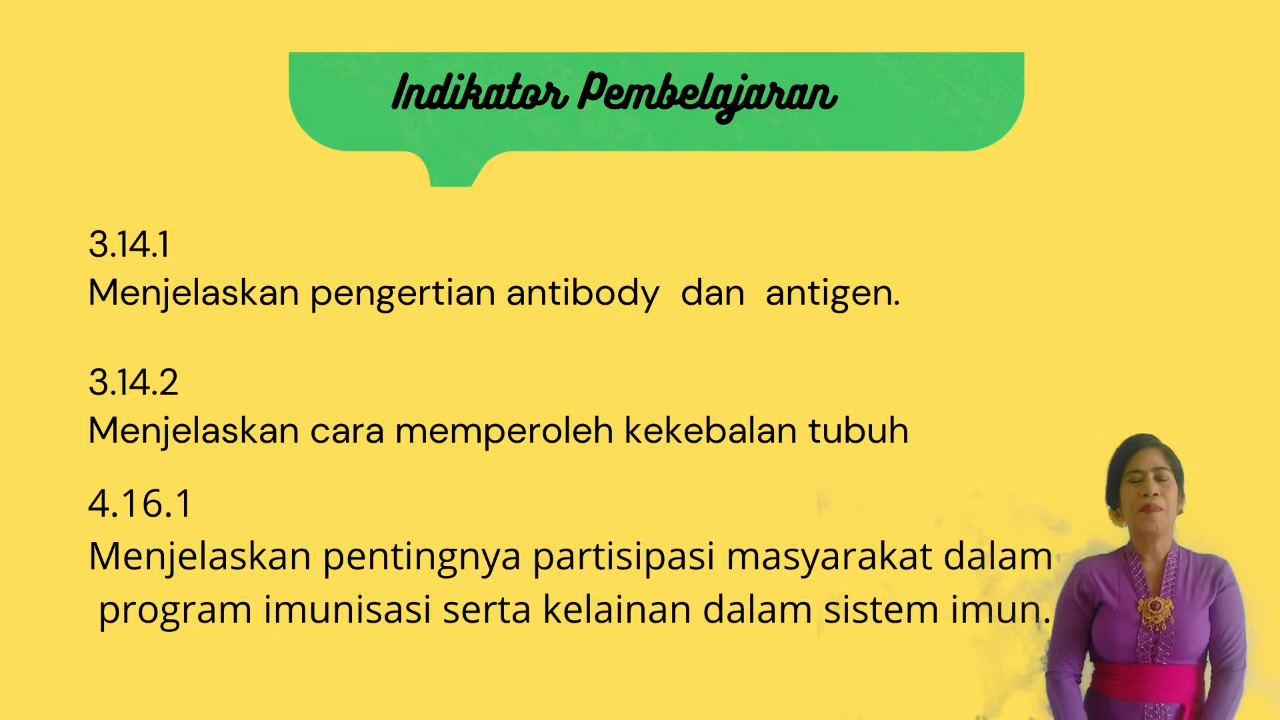 Indikator Pembelajaran
3.14.1
Menjelaskan pengertian antibody dan antigen.
3.14.2
Menjelaskan cara memperoleh kekebalan tubuh
4.16.1
Menjelaskan pentingnya partisipasi masyarakat dalam
program imunisasi serta kelainan dalam sistem imun.